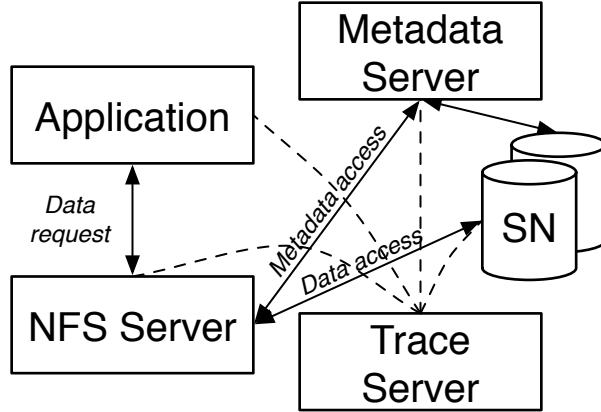 Metadata
Server
Application
Data
request
Metadata access
Data access
SN
NFS Server
Trace
Server